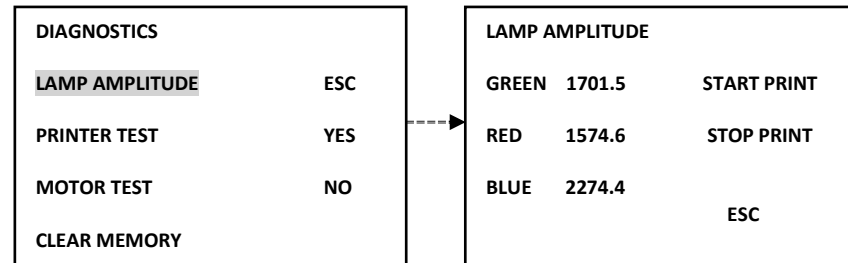 DIAGNOSTICS
LAMP AMPLITUDE ESC
PRINTER TEST YES
MOTOR TEST NO
CLEAR MEMORY
LAMP AMPLITUDE
GREEN 1701.5 START PRINT
RED 1574.6 STOP PRINT
BLUE 2274.4
ESC